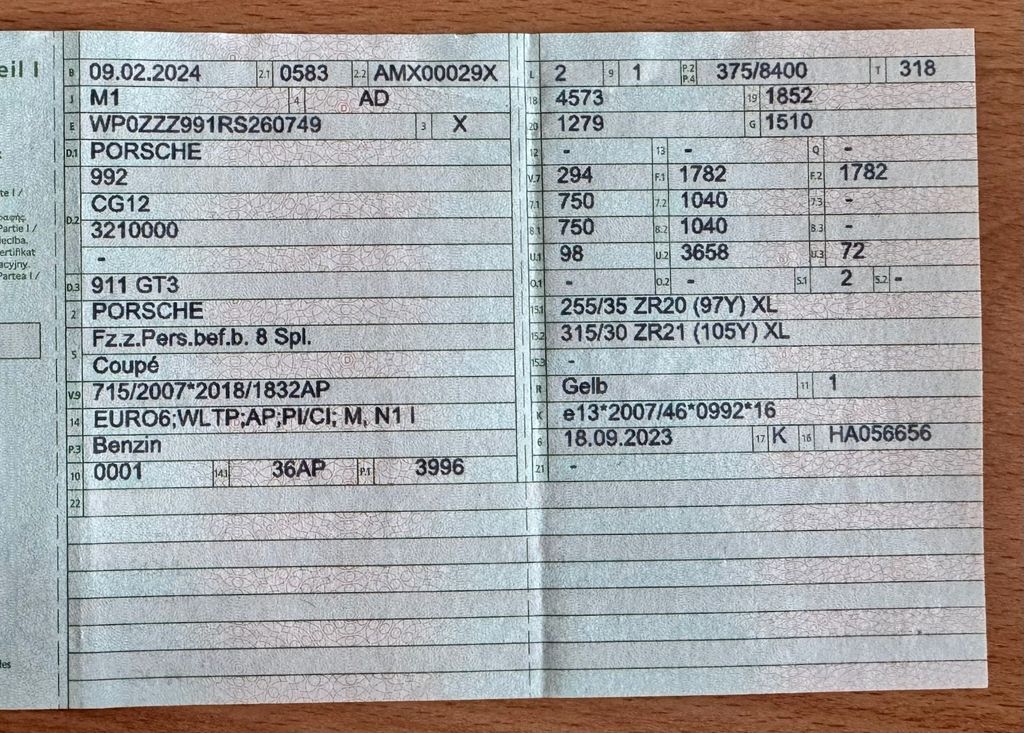 eil I
B 09.02.2024 2.1 0583 2.2 AMX00029X
J M1 4 AD
E WP0ZZZ991RS260749 3 X
D.1 PORSCHE
992
D.2 CG12
3210000
-
D.3 911 GT3
2 PORSCHE
5 Fz.z.Pers.bef.b. 8 Spl.
Coupé
V.9 715/2007*2018/1832AP
14 EURO6;WLTP;AP;PI/CI; M, N1 I
P.3 Benzin
10 0001 14.1 36AP P.1 3996
22
L 2 9 1 P.2 P.4 375/8400 T 318
18 4573 19 1852
20 1279 G 1510
12 - 13 - Q -
V.7 294 F.1 1782 F.2 1782
7.1 750 7.2 1040 7.3 -
8.1 750 8.2 1040 8.3 -
U.1 98 U.2 3658 U.3 72
O.1 - O.2 - S.1 2 S.2 -
15.1 255/35 ZR20 (97Y) XL
15.2 315/30 ZR21 (105Y) XL
15.3 -
R Gelb 11 1
K e13*2007/46*0992*16
6 18.09.2023 17 K 16 HA056656
21 -
te I /
Partie I /
ertifikat
acyjny.
Partea I /